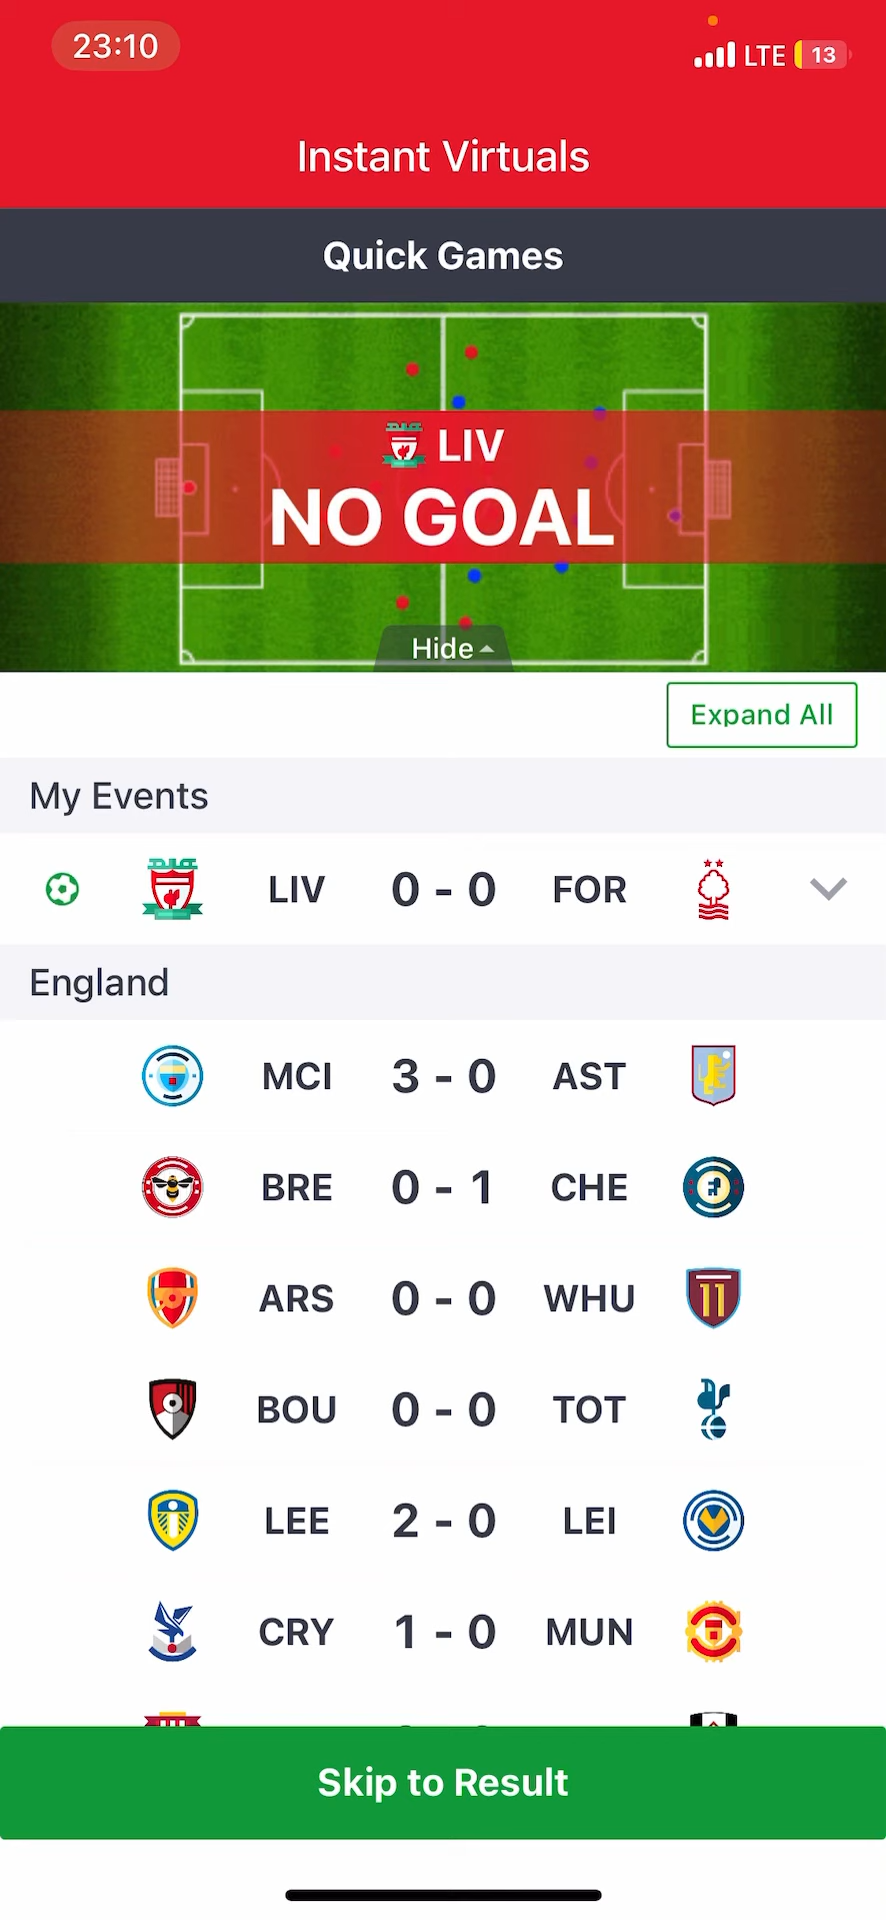 23:10
LTE 13
Instant Virtuals
Quick Games
LIV
NO GOAL
Hide
Expand All
My Events
LIV 0 - 0 FOR
England
MCI 3 - 0 AST
BRE 0 - 1 CHE
ARS 0 - 0 WHU
11
BOU 0 - 0 TOT
LEE 2 - 0 LEI
CRY 1 - 0 MUN
Skip to Result